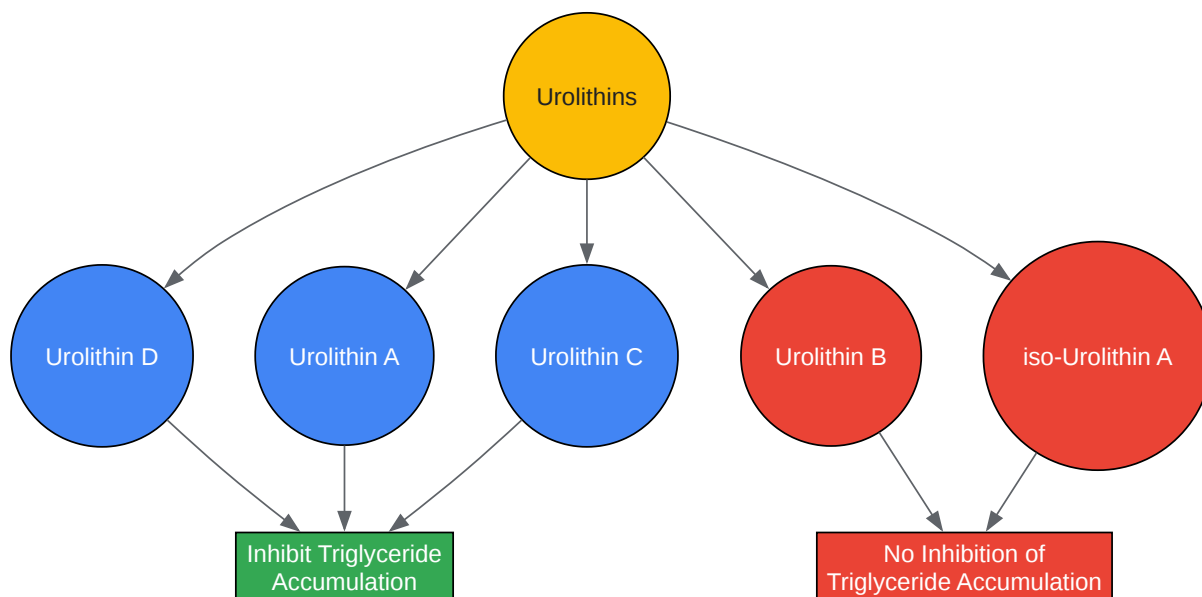 Urolithins
Urolithin D
Urolithin A
Urolithin C
Urolithin B
iso-Urolithin A
Inhibit Triglyceride
Accumulation
No Inhibition of
Triglyceride Accumulation